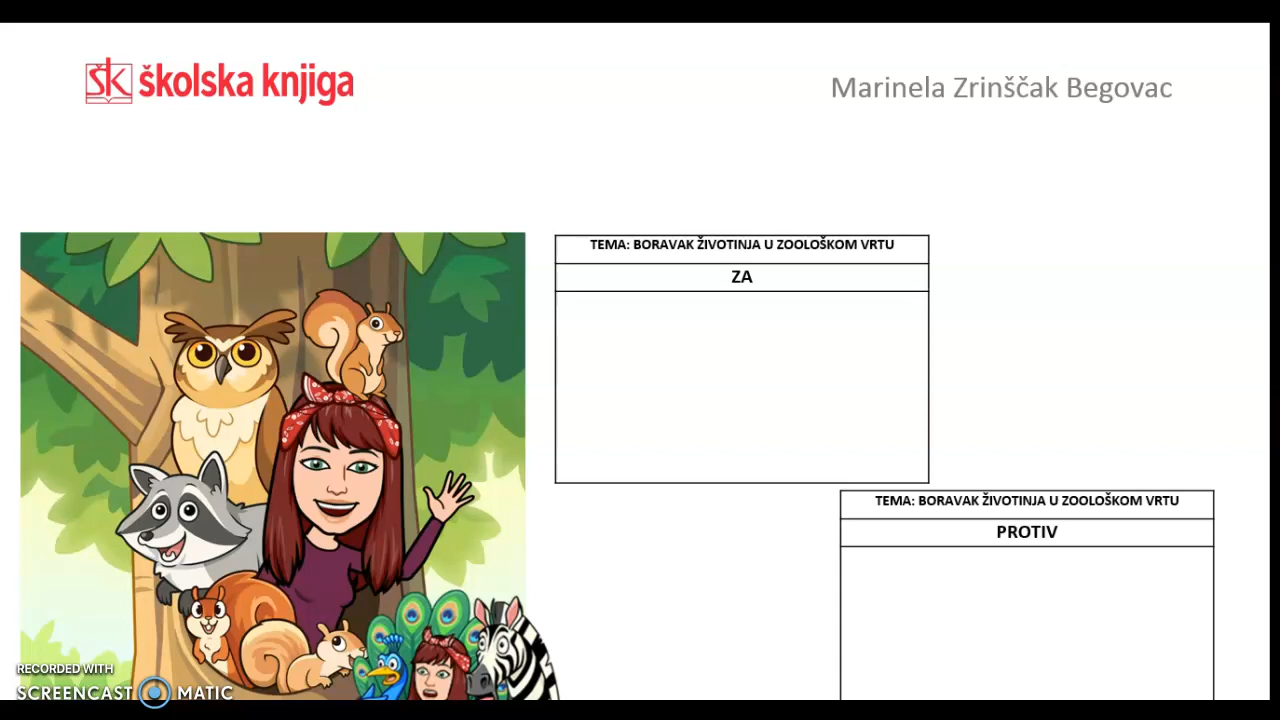 školska knjiga
Marinela Zrinščak Begovac
TEMA: BORAVAK ŽIVOTINJA U ZOOLOŠKOM VRTU
ZA
TEMA: BORAVAK ŽIVOTINJA U ZOOLOŠKOM VRTU
PROTIV
RECORDED WITH
SCREENCAST MATIC